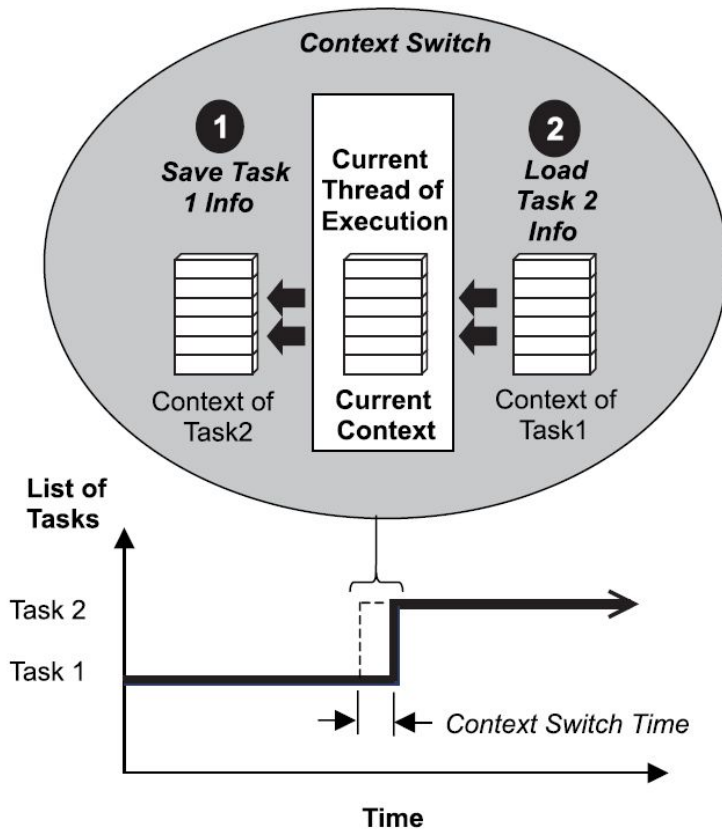 Context Switch
1
Save Task
1 Info
Current
Thread of
Execution
2
Load
Task 2
Info
Context of
Task2
Current
Context
Context of
Task1
List of
Tasks
Task 2
Task 1
Context Switch Time
Time